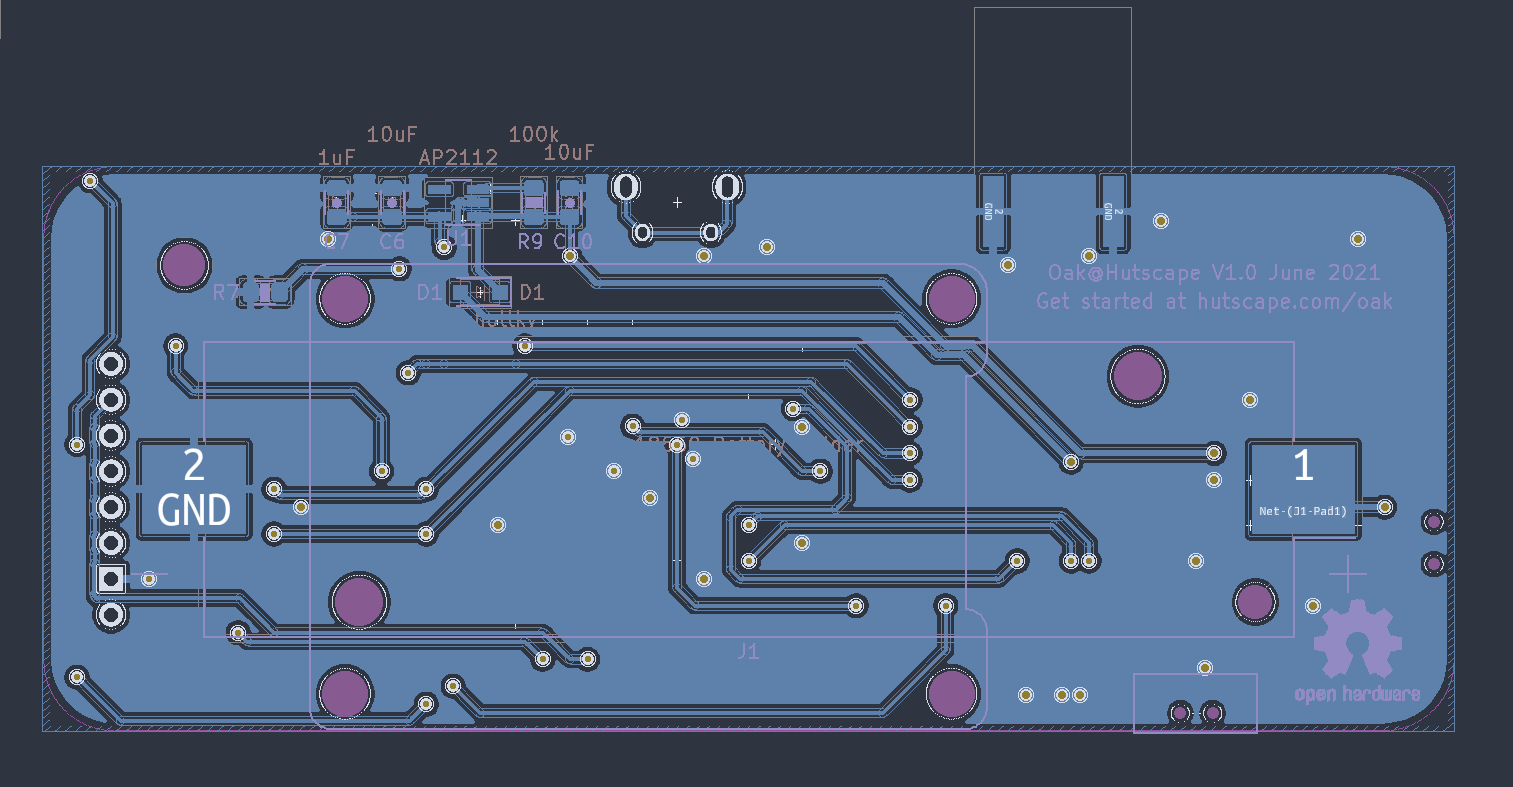 10uF
100k
1uF
AP2112
10uF
GND
2
GND
2
C7
C6
U1
R9
C10
R7
D1
D1
Oak@Hutscape V1.0 June 2021
Get started at hutscape.com/oak
2
GND
1
Net-(J1-Pad1)
J1
open hardware